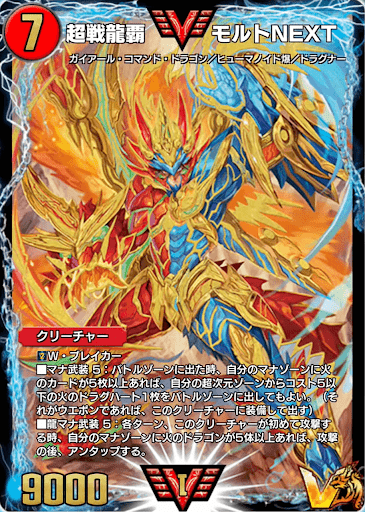 7
超戦龍覇 モルトNEXT
ガイアール・コマンド・ドラゴン／ヒューマノイド爆／ドラグナー
クリーチャー
W・ブレイカー
■マナ武装 5：バトルゾーンに出た時、自分のマナゾーンに火
のカードが5枚以上あれば、自分の超次元ゾーンからコスト5以
下の火のドラグハート1枚をバトルゾーンに出してもよい。（そ
れがウエポンであれば、このクリーチャーに装備して出す）
■龍マナ武装 5：各ターン、このクリーチャーが初めて攻撃す
る時、自分のマナゾーンに火のドラゴンが5体以上あれば、攻撃
の後、アンタップする。
9000
I
V